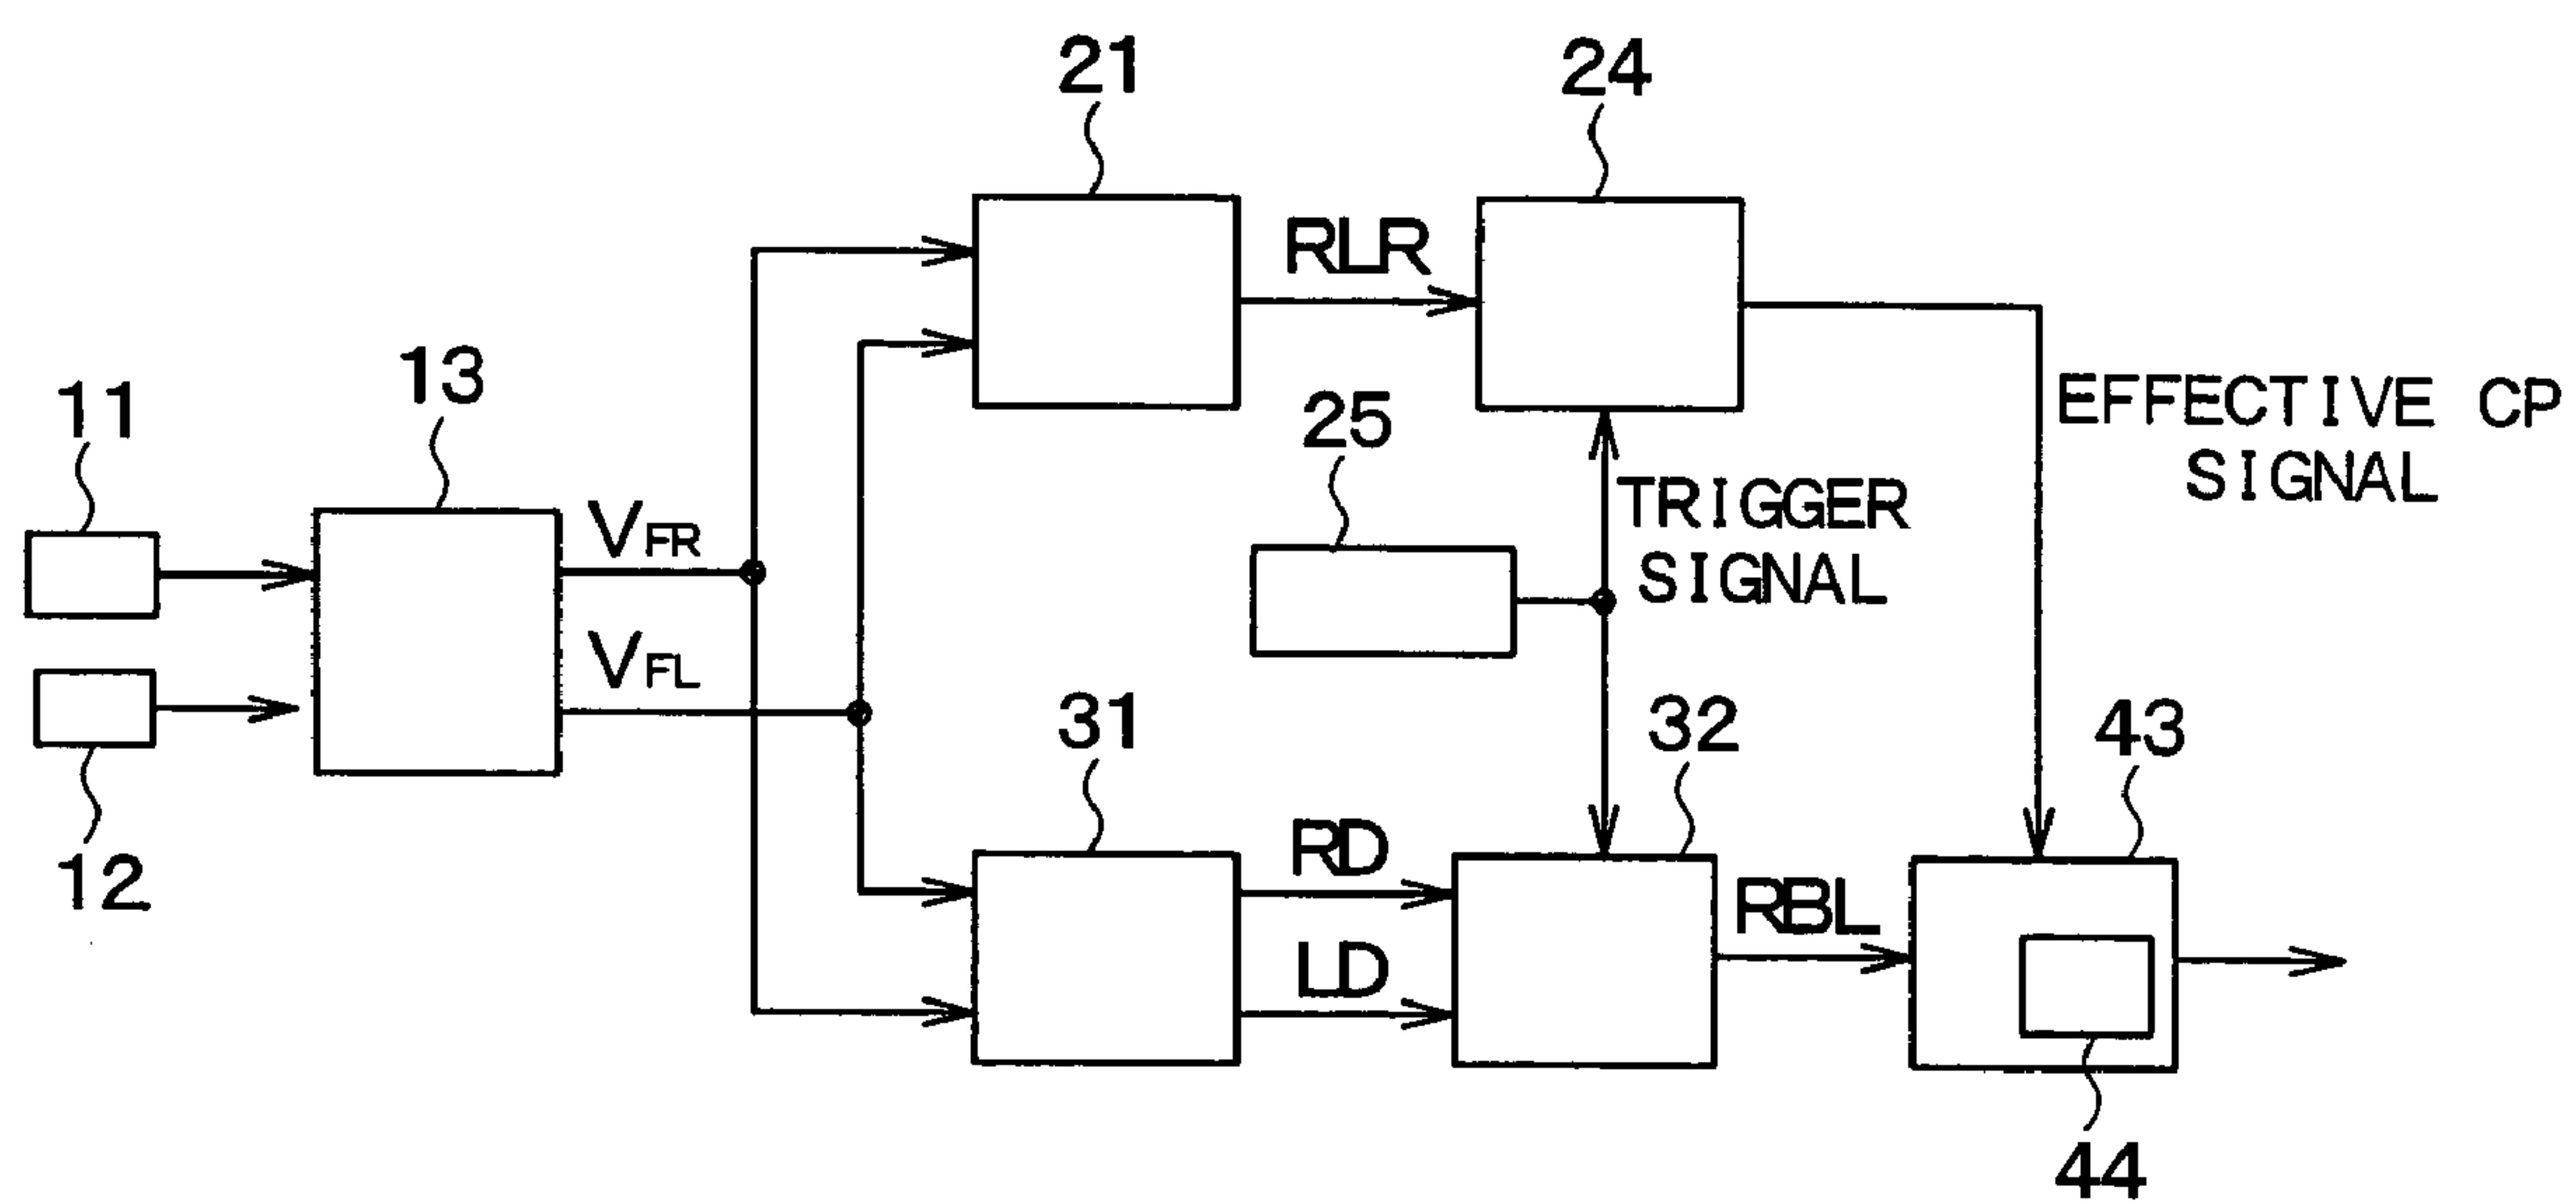 21
24
RLR
13
11
25
EFFECTIVE CP
SIGNAL
TRIGGER
SIGNAL
VFR
VFL
31
32
43
12
RD
RBL
LD
44